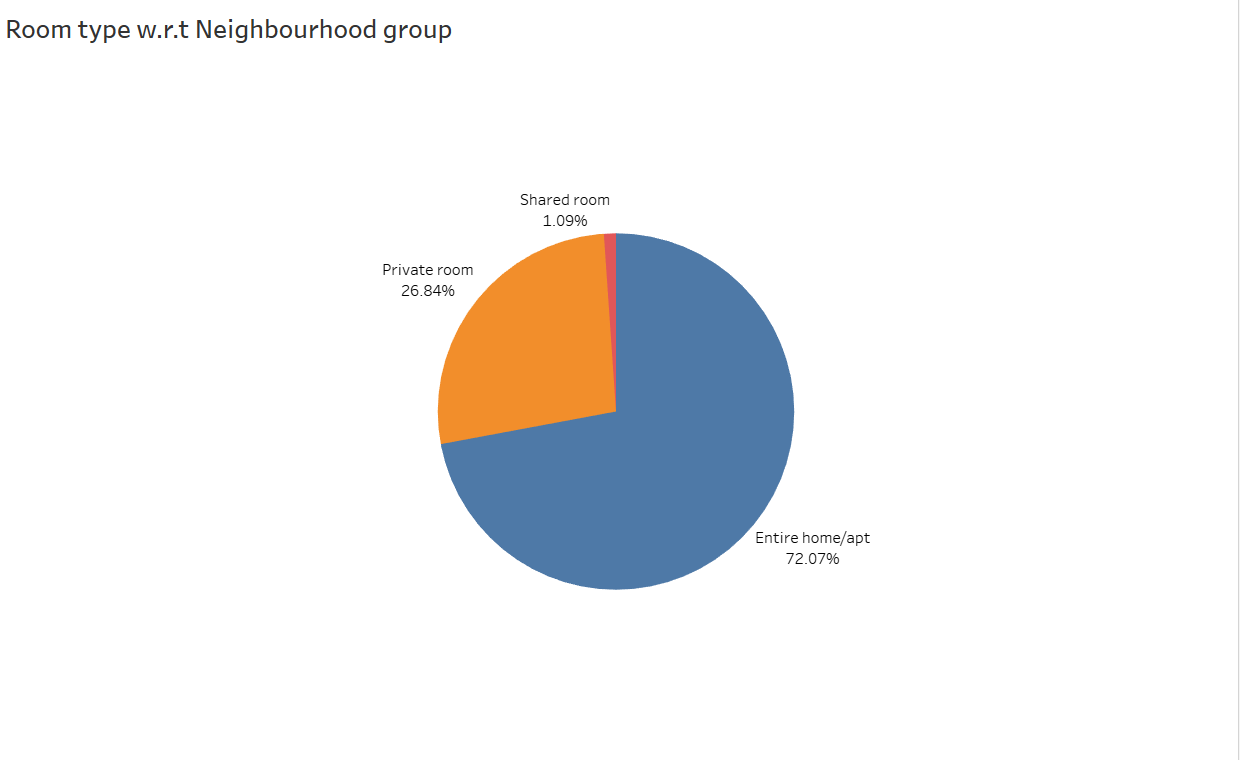 Room type w.r.t Neighbourhood group
Shared room
1.09%
Private room
26.84%
Entire home/apt
72.07%